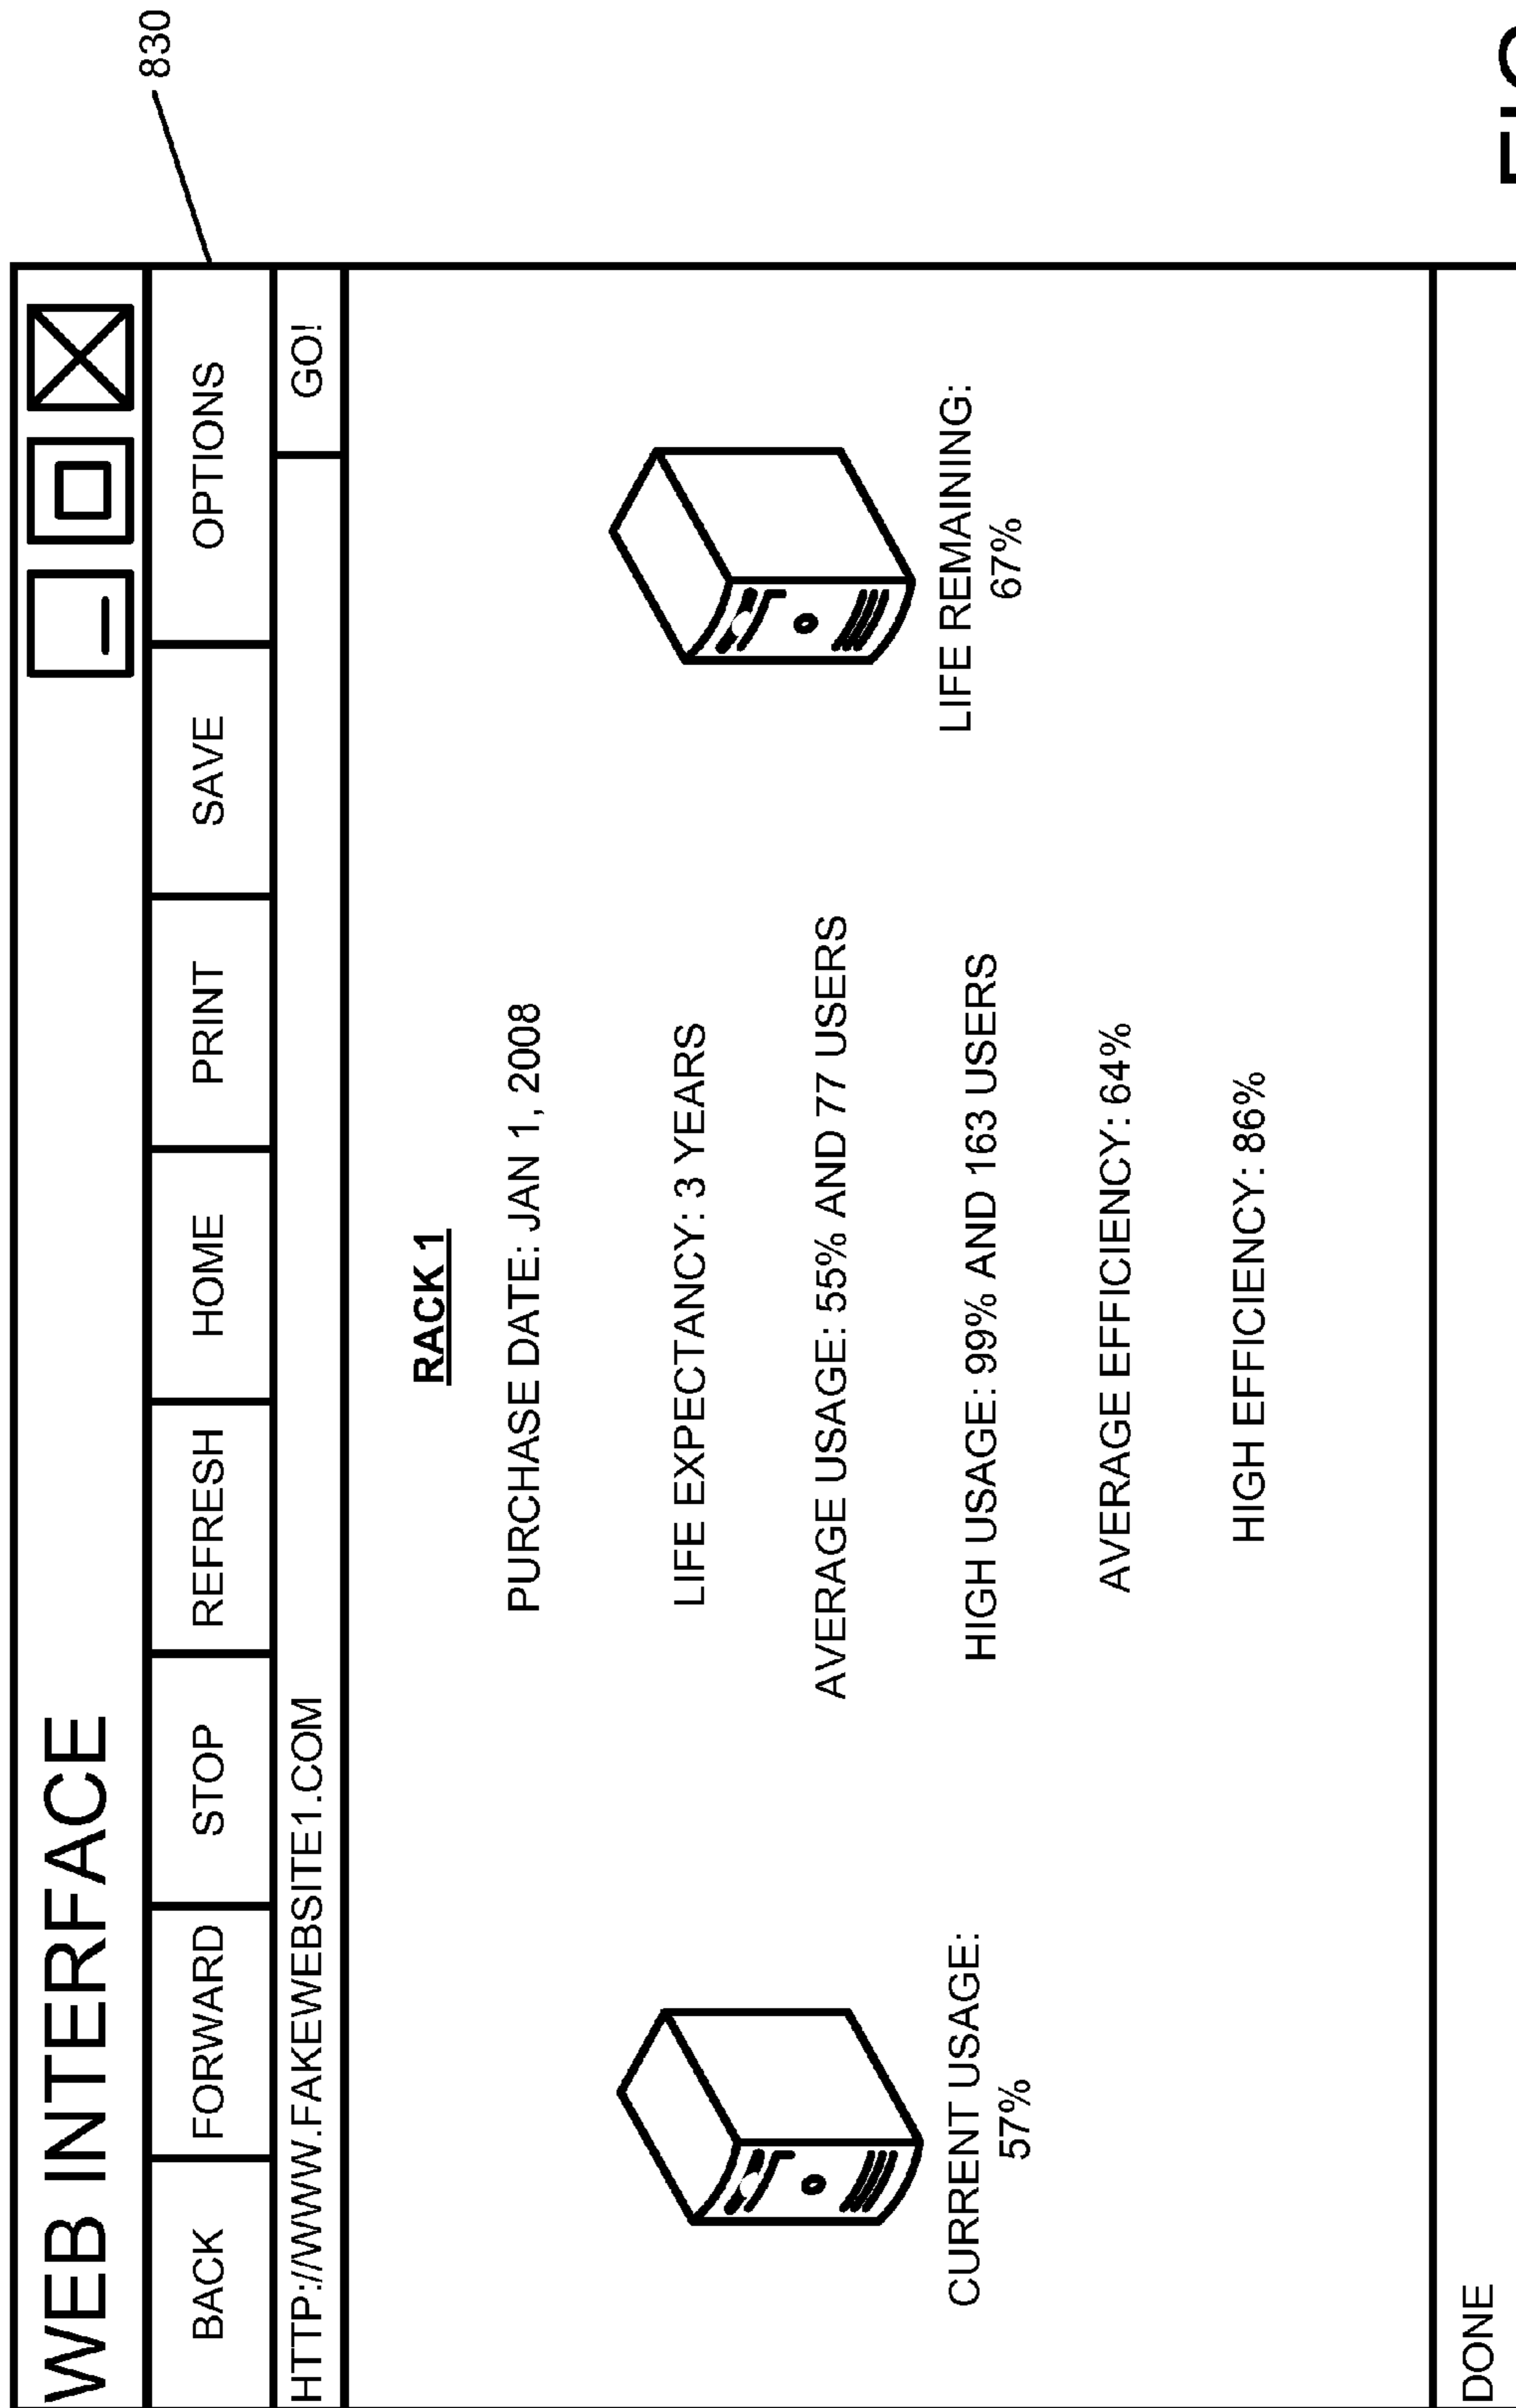 830
WEB INTERFACE
BACK FORWARD STOP REFRESH HOME PRINT SAVE OPTIONS
HTTP://WWW.FAKEWEBSITE1.COM GO!
RACK 1
PURCHASE DATE: JAN 1, 2008
LIFE EXPECTANCY: 3 YEARS
AVERAGE USAGE: 55% AND 77 USERS
HIGH USAGE: 99% AND 163 USERS
AVERAGE EFFICIENCY: 64%
HIGH EFFICIENCY: 86%
CURRENT USAGE:
57%
LIFE REMAINING:
67%
DONE